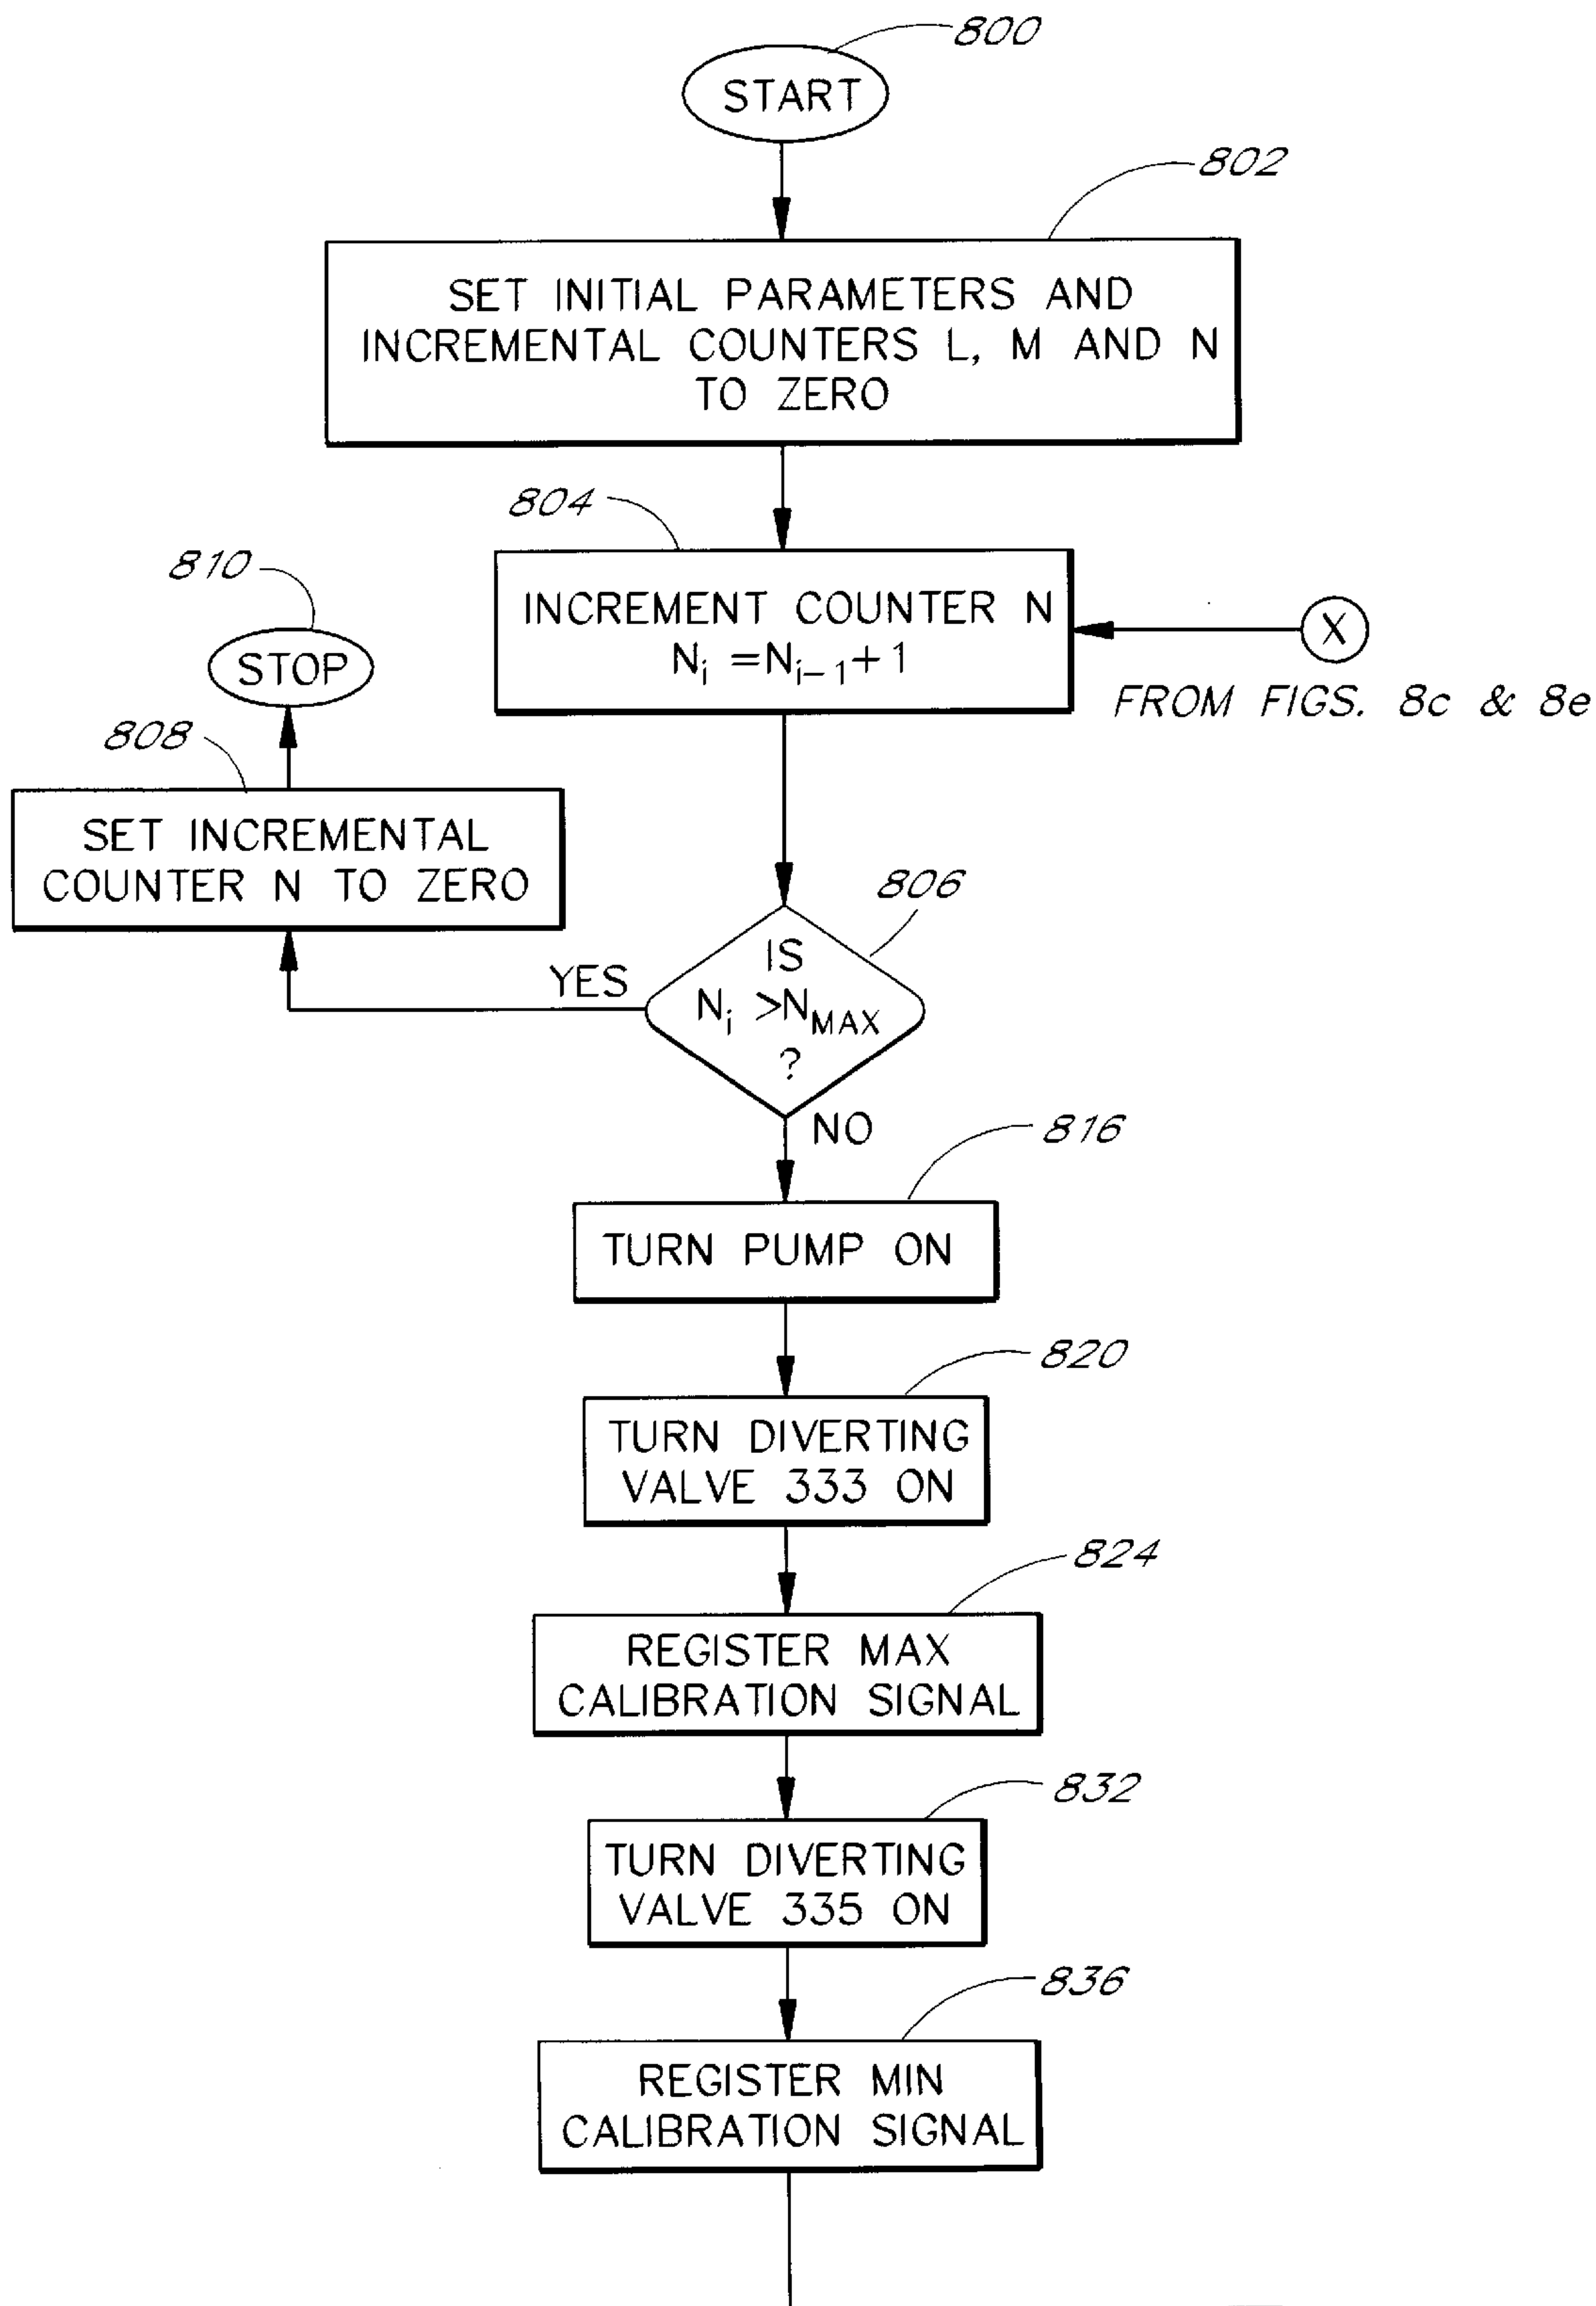 800
START
802
SET INITIAL PARAMETERS AND
INCREMENTAL COUNTERS L, M AND N
TO ZERO
804
INCREMENT COUNTER N
Nᵢ =Nᵢ₋₁+1
X
FROM FIGS. 8c & 8e
810
STOP
808
SET INCREMENTAL
COUNTER N TO ZERO
806
IS
Nᵢ >N_MAX
?
YES
NO
816
TURN PUMP ON
820
TURN DIVERTING
VALVE 333 ON
824
REGISTER MAX
CALIBRATION SIGNAL
832
TURN DIVERTING
VALVE 335 ON
836
REGISTER MIN
CALIBRATION SIGNAL